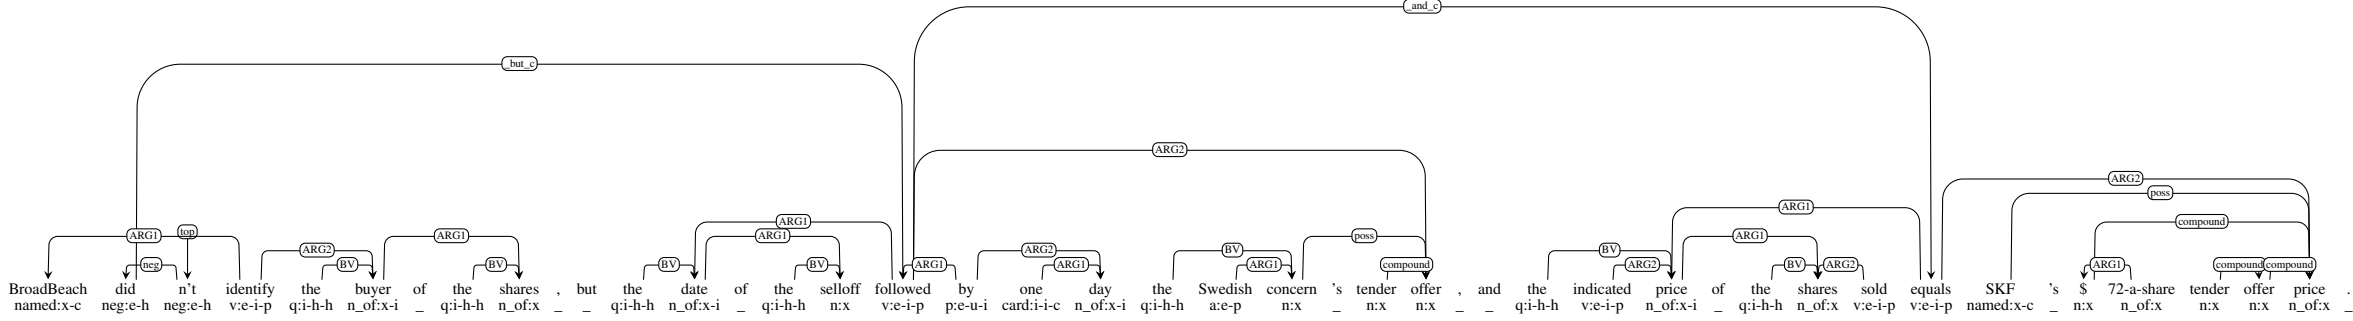 _and_c
_but_c
ARG2
ARG2 poss
ARG1 ARG1 compound
ARG1 top ARG1 ARG1 poss ARG1
ARG2 ARG2 BV BV
neg BV BV BV BV ARG1 ARG1 ARG1 compound ARG2 BV ARG2 ARG1 compound compound
BroadBeach did n't identify the buyer of the shares , but the date of the selloff followed by one day the Swedish concern 's tender offer , and the indicated price of the shares sold equals SKF 's $ 72-a-share tender offer price .
named:x-c neg:e-h neg:e-h v:e-i-p q:i-h-h n_of:x-i _ q:i-h-h n_of:x _ _ q:i-h-h n_of:x-i _ q:i-h-h n:x v:e-i-p p:e-u-i card:i-i-c n_of:x-i q:i-h-h a:e-p n:x _ n:x n:x _ _ q:i-h-h v:e-i-p n_of:x-i _ q:i-h-h n_of:x v:e-i-p v:e-i-p named:x-c _ n:x n_of:x n:x n:x n_of:x _